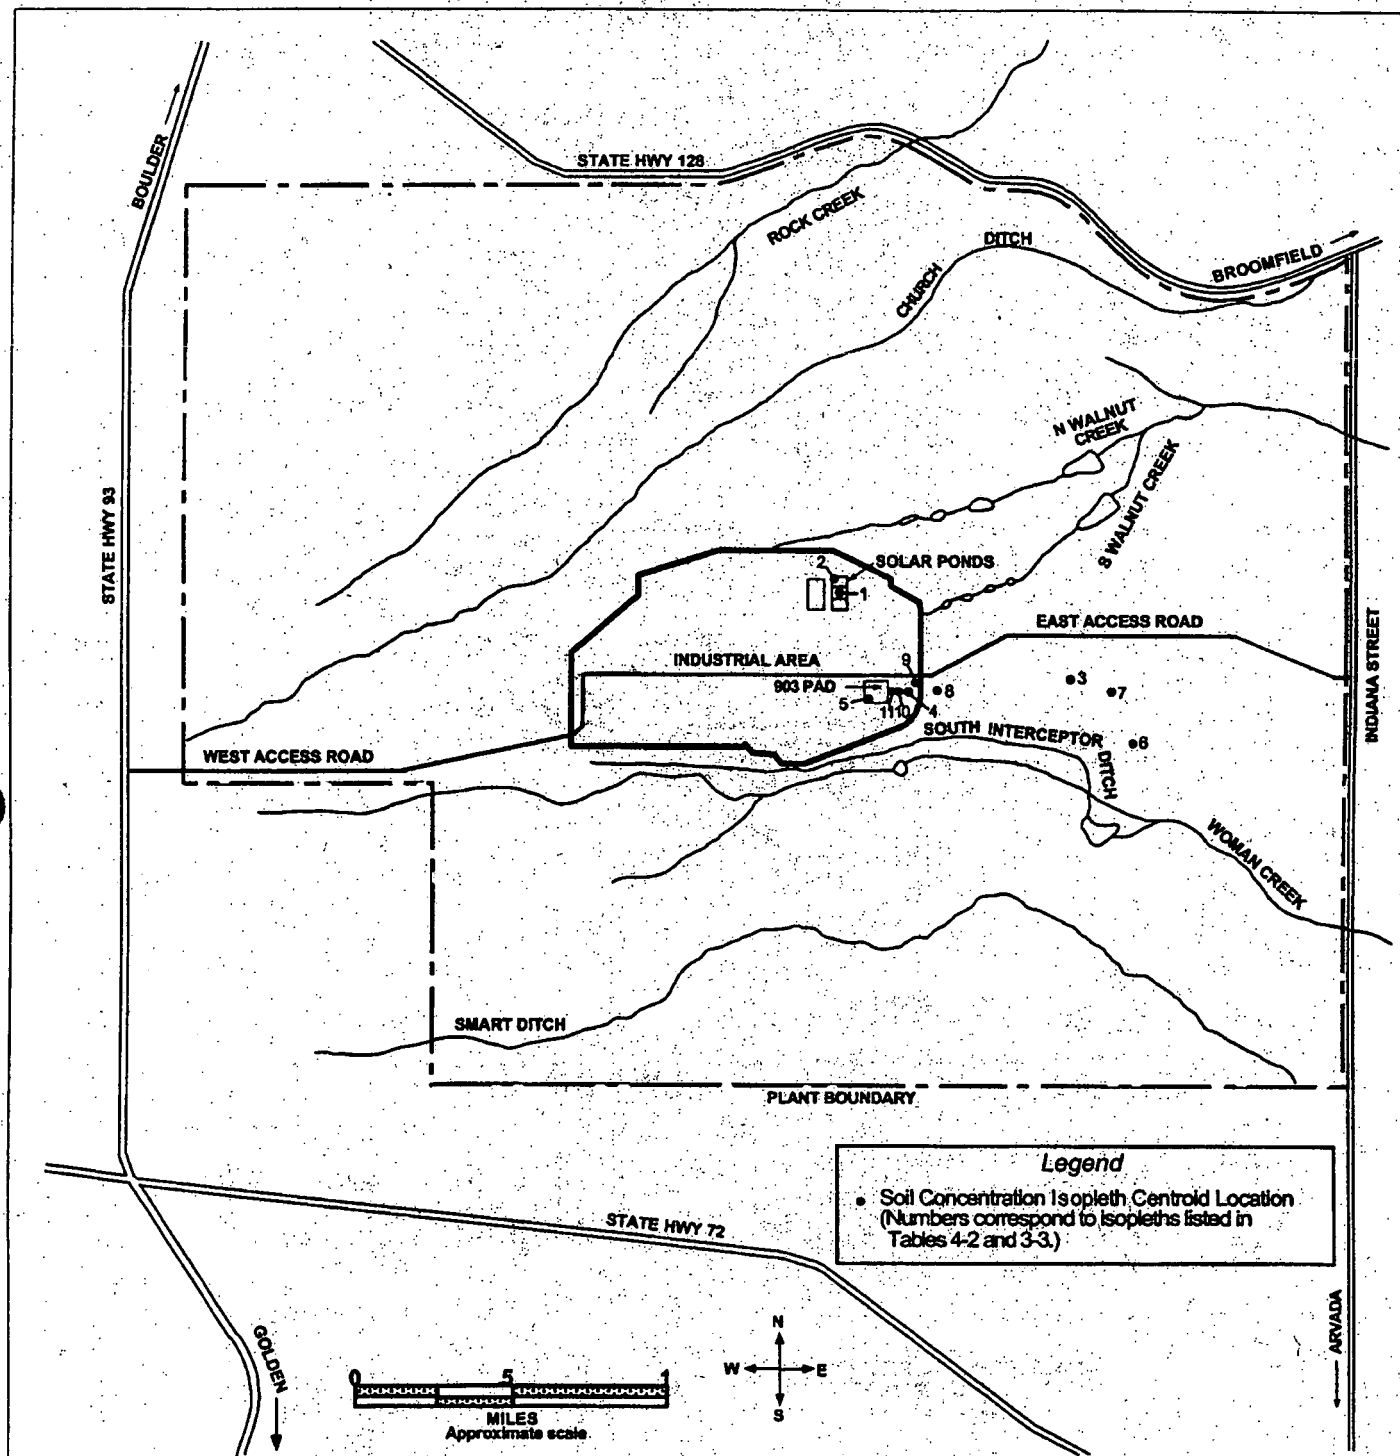 BOULDER
STATE HWY 128
ROCK CREEK
DITCH
CHURCH
BROOMFIELD
N WALNUT
CREEK
S WALNUT CREEK
STATE HWY 93
2
SOLAR PONDS
1
EAST ACCESS ROAD
INDIANA STREET
INDUSTRIAL AREA
9
903 PAD
3
8
7
5
11
10
4
SOUTH INTERCEPTOR
DITCH
6
WEST ACCESS ROAD
WOMAN CREEK
SMART DITCH
PLANT BOUNDARY
Legend
Soil Concentration Isopleth Centroid Location
(Numbers correspond to isopleths listed in
Tables 4-2 and 3-3.)
STATE HWY 72
GOLDEN
ARVADA
N
W
E
S
0
.5
1
MILES
Approximate scale